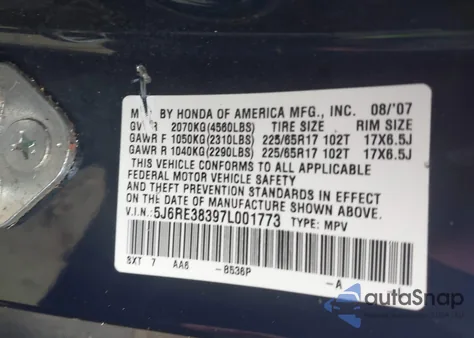 BY HONDA OF AMERICA MFG., INC. 08/'07
2070KG(4560LBS) TIRE SIZE RIM SIZE
GAWR F 1050KG(2310LBS) 225/65R17 102T 17X6.5J
GAWR R 1040KG(2290LBS) 225/65R17 102T 17X6.5J
THIS VEHICLE CONFORMS TO ALL APPLICABLE
FEDERAL MOTOR VEHICLE SAFETY
AND THEFT PREVENTION STANDARDS IN EFFECT
ON THE DATE OF MANUFACTURE SHOWN ABOVE.
V.I.N.: 5J6RE38397L001773 TYPE: MPV
SXT 7 AA6 -B536P -A
autoSnap